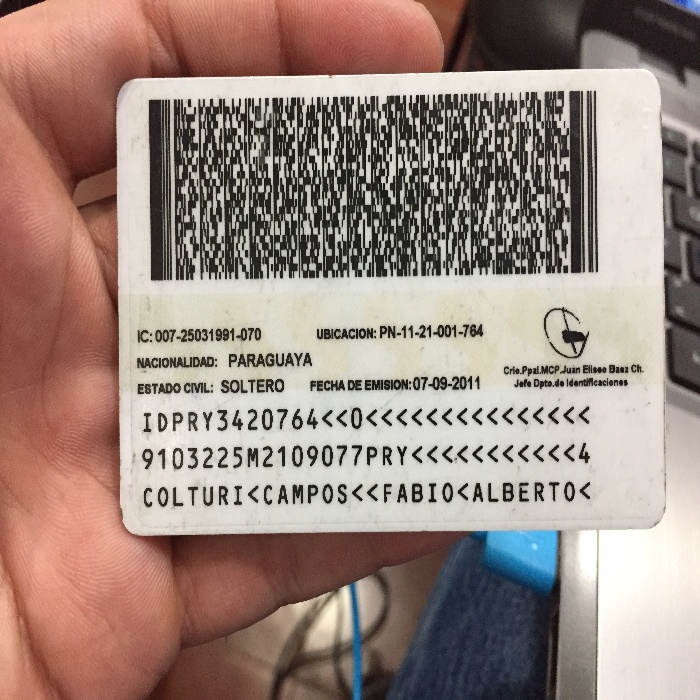 IC: 007-25031991-070 UBICACION: PN-11-21-001-764
NACIONALIDAD: PARAGUAYA
Crio.Ppal.MCP.Juan Eliseo Baez Ch.
Jefe Dpto.de Identificaciones
ESTADO CIVIL: SOLTERO FECHA DE EMISION:07-09-2011
IDPRY3420764<<0<<<<<<<<<<<<<<<
9103225M2109077PRY<<<<<<<<<<<4
COLTURI<CAMPOS<<FABIO<ALBERTO<